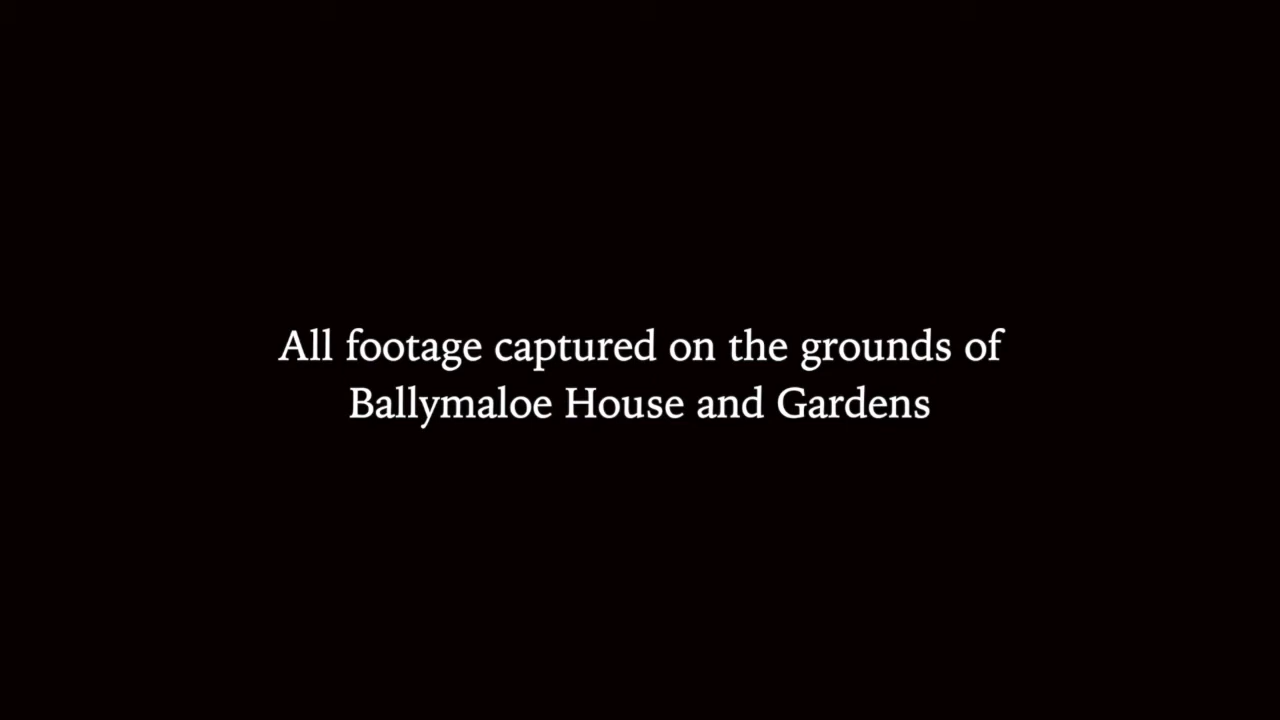 All footage captured on the grounds of
Ballymaloe House and Gardens